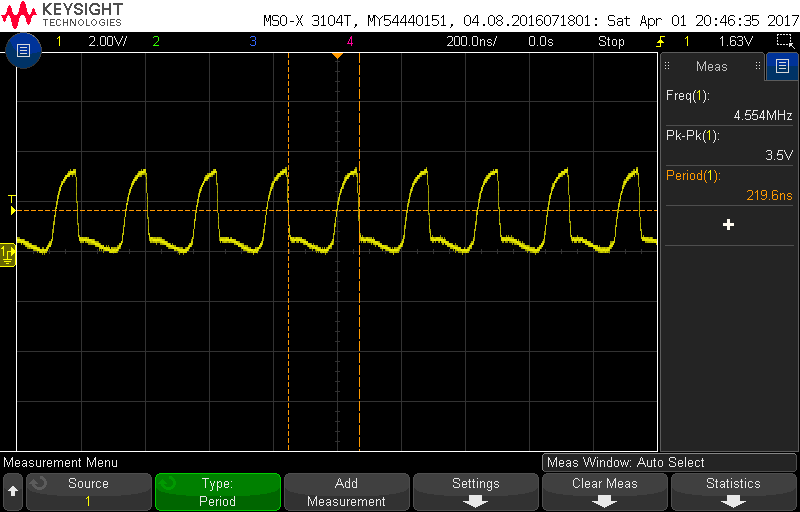 KEYSIGHT
TECHNOLOGIES
MSO-X 3104T, MY54440151, 04.08.2016071801: Sat Apr 01 20:46:35 2017
1 2.00V/ 2 3 4 200.0ns/ 0.0s Stop 1 1.63V
Meas
Freq(1):
4.554MHz
Pk-Pk(1):
3.5V
Period(1):
219.6ns
T
1
Measurement Menu
Meas Window: Auto Select
Source
1
Type:
Period
Add
Measurement
Settings
Clear Meas
Statistics